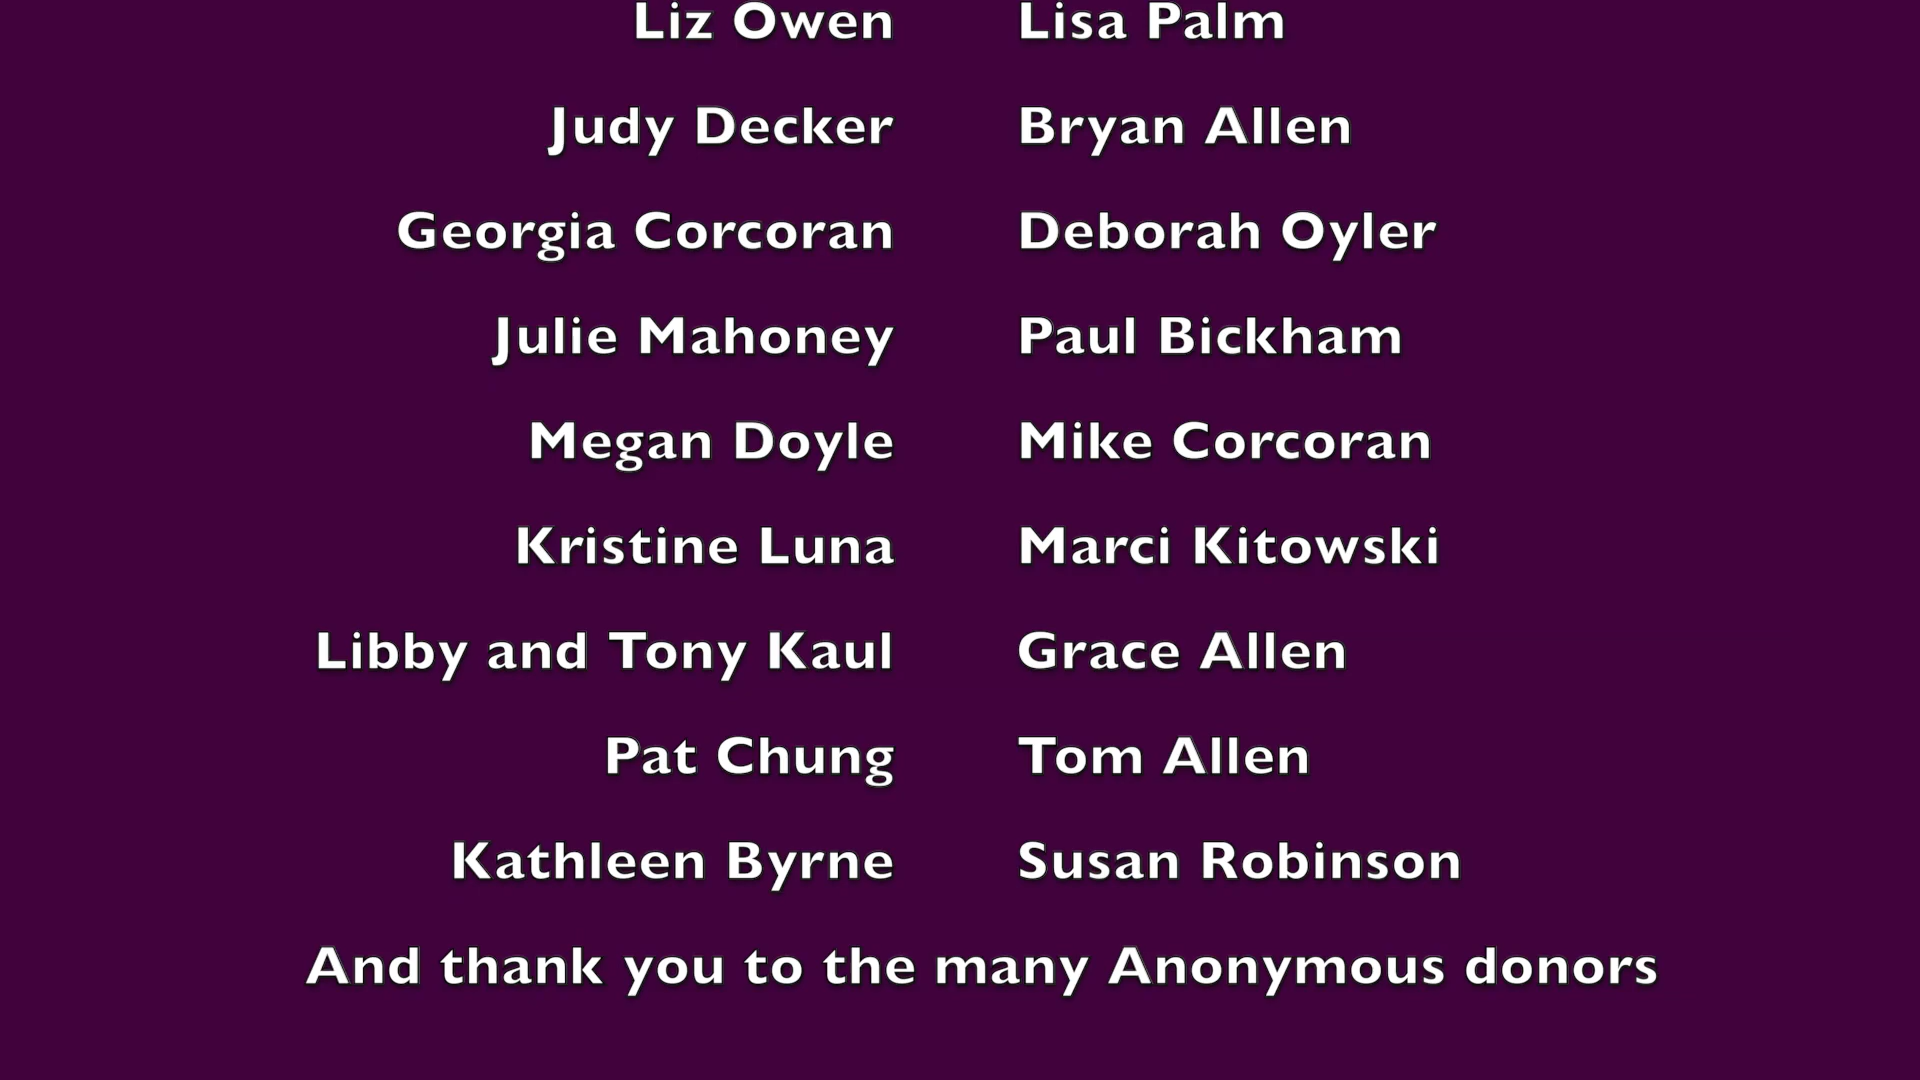 Liz Owen Lisa Palm
Judy Decker Bryan Allen
Georgia Corcoran Deborah Oyler
Julie Mahoney Paul Bickham
Megan Doyle Mike Corcoran
Kristine Luna Marci Kitowski
Libby and Tony Kaul Grace Allen
Pat Chung Tom Allen
Kathleen Byrne Susan Robinson
And thank you to the many Anonymous donors